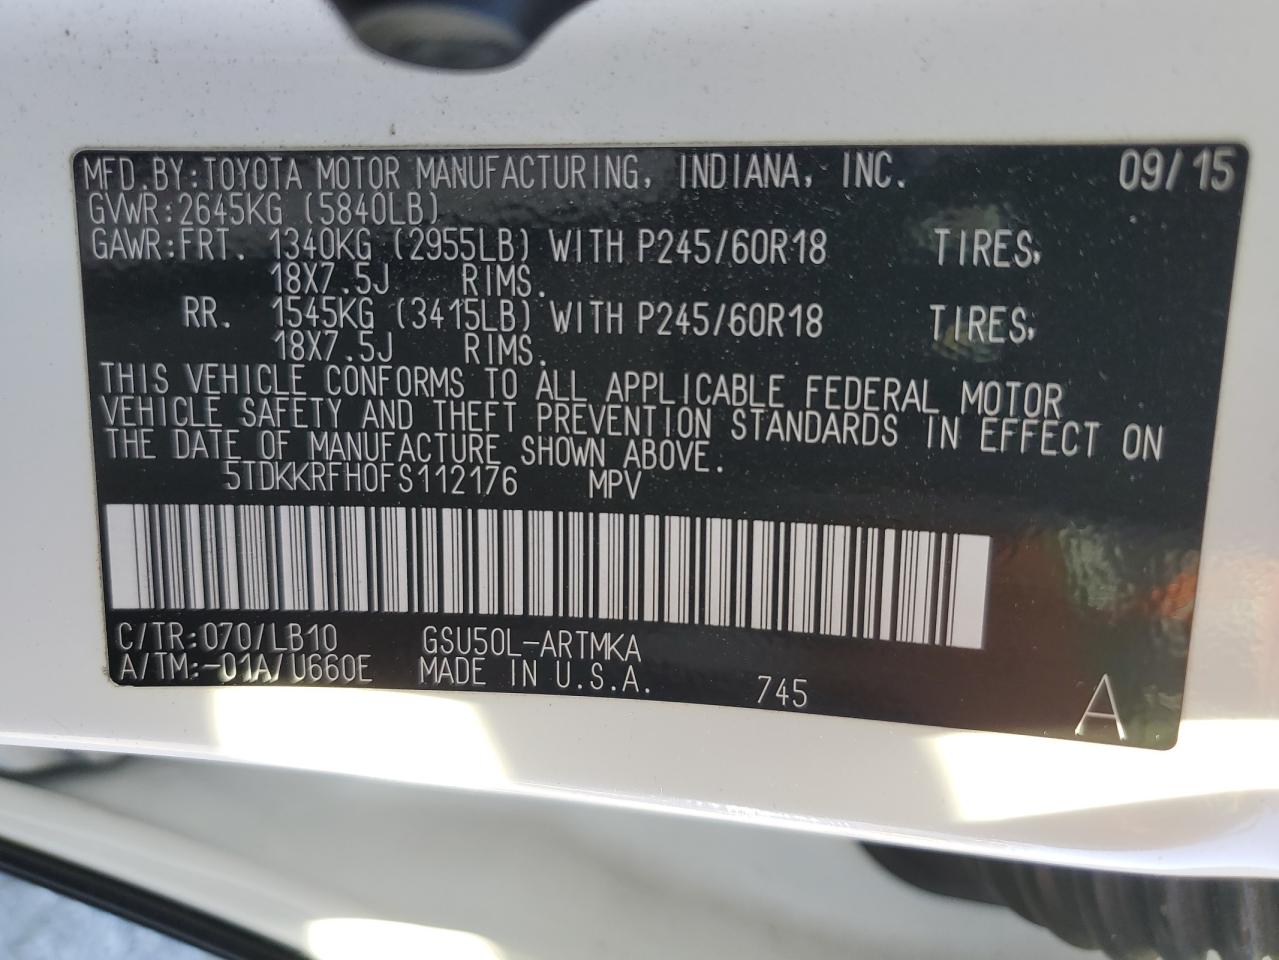 MFD.BY:TOYOTA MOTOR MANUFACTURING, INDIANA, INC. 09/15
GVWR:2645KG (5840LB)
GAWR:FRT. 1340KG (2955LB) WITH P245/60R18 TIRES,
18X7.5J RIMS.
RR. 1545KG (3415LB) WITH P245/60R18 TIRES,
18X7.5J RIMS.
THIS VEHICLE CONFORMS TO ALL APPLICABLE FEDERAL MOTOR
VEHICLE SAFETY AND THEFT PREVENTION STANDARDS IN EFFECT ON
THE DATE OF MANUFACTURE SHOWN ABOVE.
5TDKKRFH0FS112176 MPV
C/TR:070/LB10 GSU50L-ARTMKA
A/TM:-01A/U660E MADE IN U.S.A. 745 A